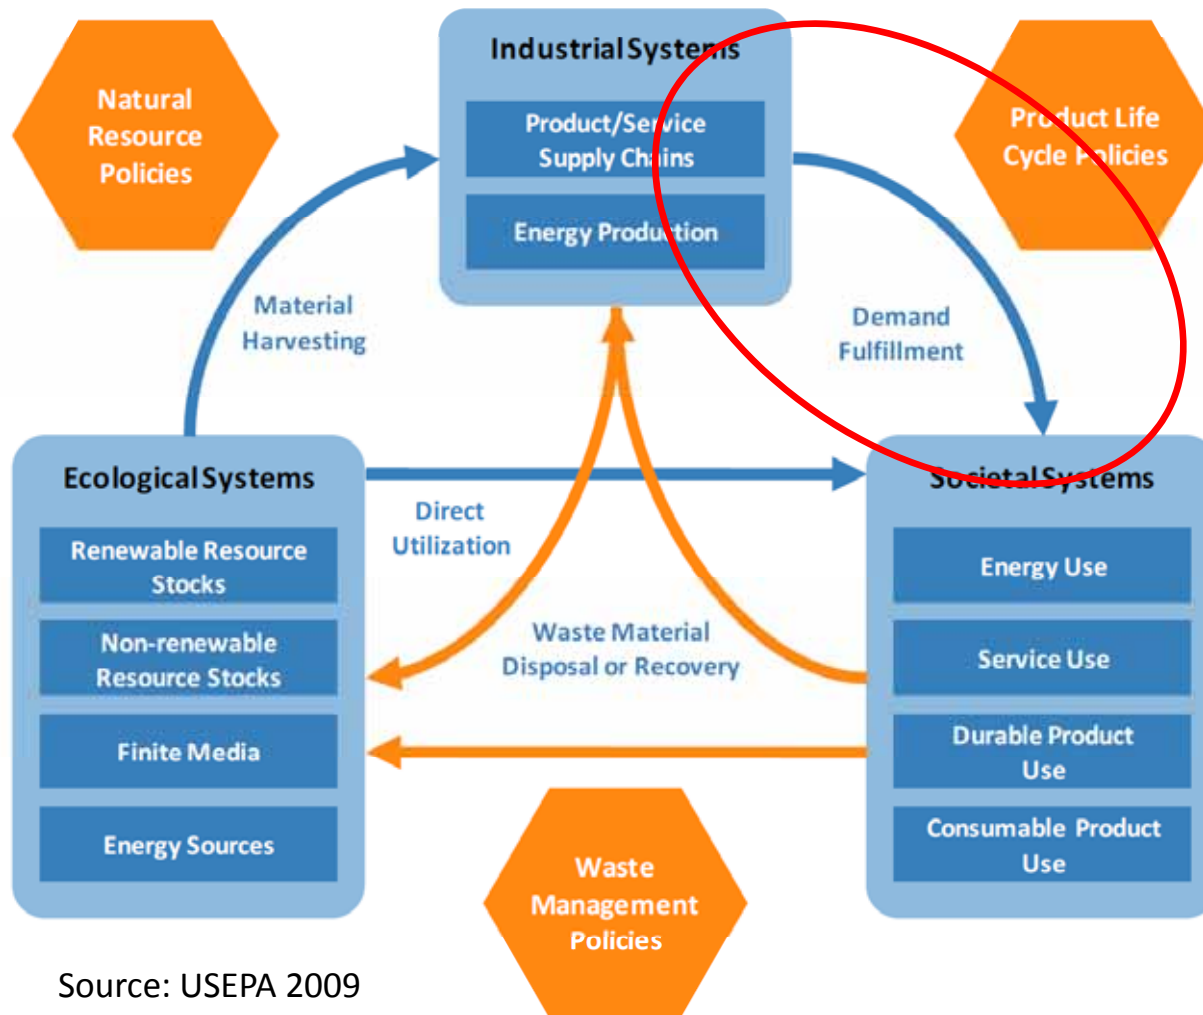 Industrial Systems
Product/Service
Supply Chains
Energy Production
Natural
Resource
Policies
Product Life
Cycle Policies
Material
Harvesting
Demand
Fulfillment
Ecological Systems
Renewable Resource
Stocks
Non-renewable
Resource Stocks
Finite Media
Energy Sources
Direct
Utilization
Waste Material
Disposal or Recovery
Societal Systems
Energy Use
Service Use
Durable Product
Use
Consumable Product
Use
Waste
Management
Policies
Source: USEPA 2009